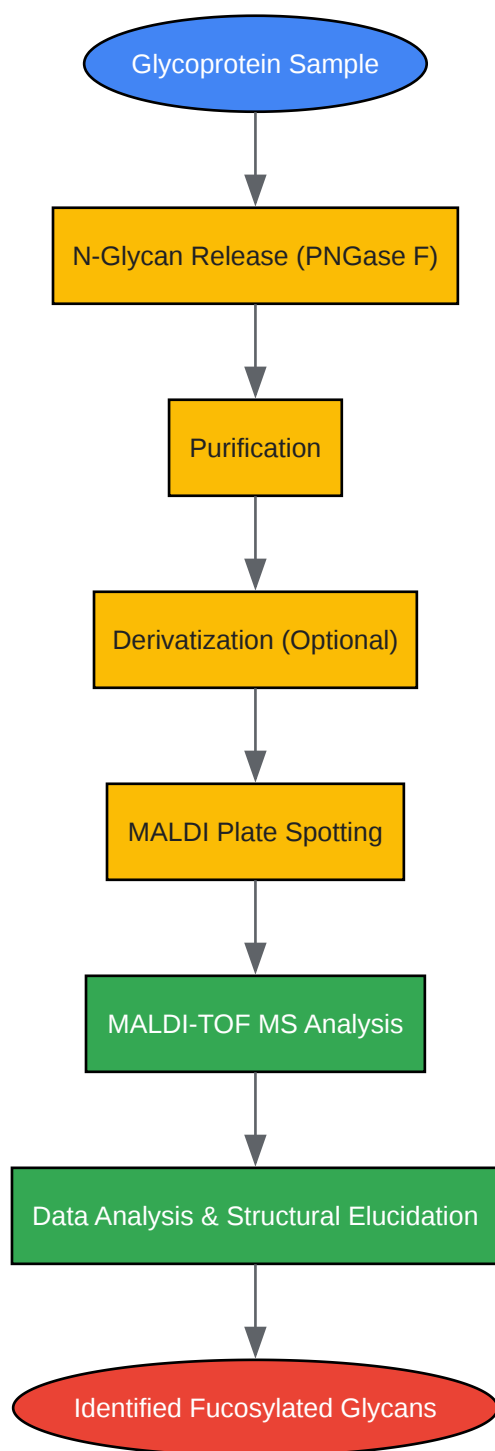 Glycoprotein Sample
N-Glycan Release (PNGase F)
Purification
Derivatization (Optional)
MALDI Plate Spotting
MALDI-TOF MS Analysis
Data Analysis & Structural Elucidation
Identified Fucosylated Glycans